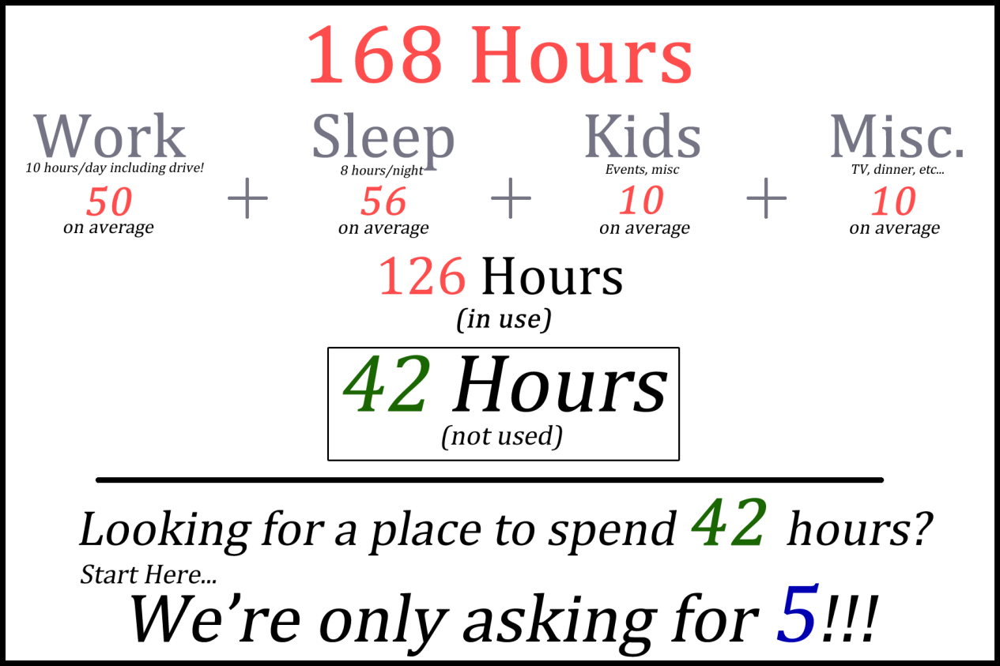 168 Hours
Work Sleep Kids Misc.
10 hours/day including drive! 8 hours/night Events, misc TV, dinner, etc...
50 + 56 + 10 + 10
on average on average on average on average
126 Hours
(in use)
42 Hours
(not used)
Looking for a place to spend 42 hours?
Start Here...
We’re only asking for 5!!!